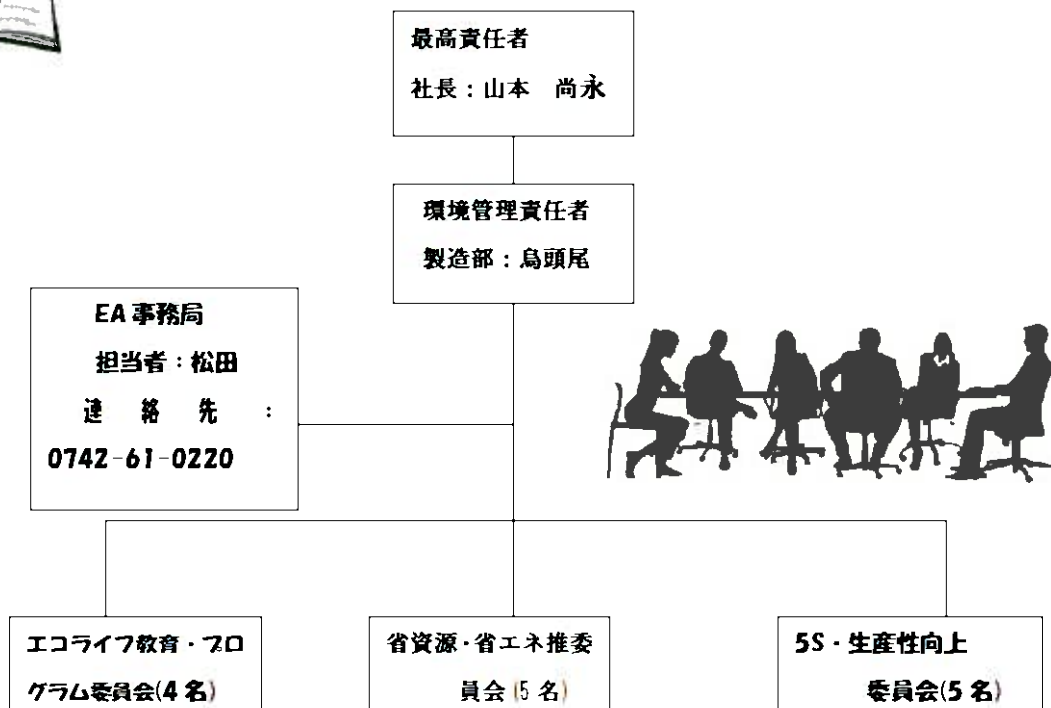 最高責任者
社長：山本　尚永
環境管理責任者
製造部：烏頭尾
EA 事務局
担当者：松田
連　絡　先　：
0742-61-0220
エコライフ教育・プロ
グラム委員会(4 名)
省資源・省エネ推委
員会 (5 名)
5S・生産性向上
委員会(5 名)